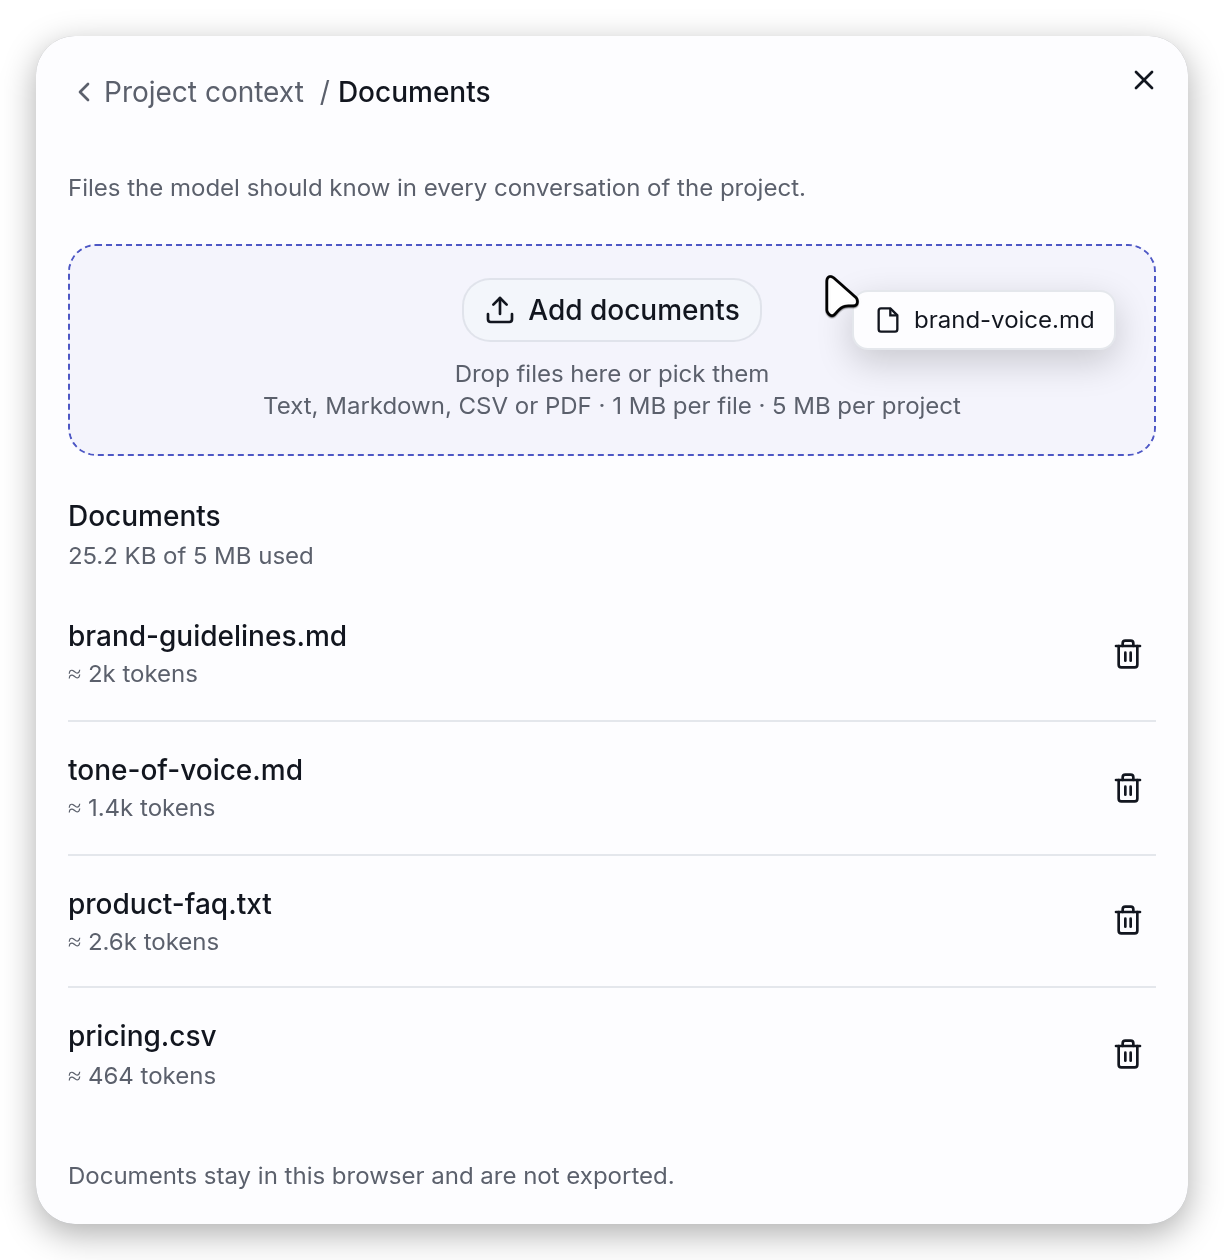 Project context / Documents
Files the model should know in every conversation of the project.
Add documents
brand-voice.md
Drop files here or pick them
Text, Markdown, CSV or PDF · 1 MB per file · 5 MB per project
Documents
25.2 KB of 5 MB used
brand-guidelines.md
≈ 2k tokens
tone-of-voice.md
≈ 1.4k tokens
product-faq.txt
≈ 2.6k tokens
pricing.csv
≈ 464 tokens
Documents stay in this browser and are not exported.